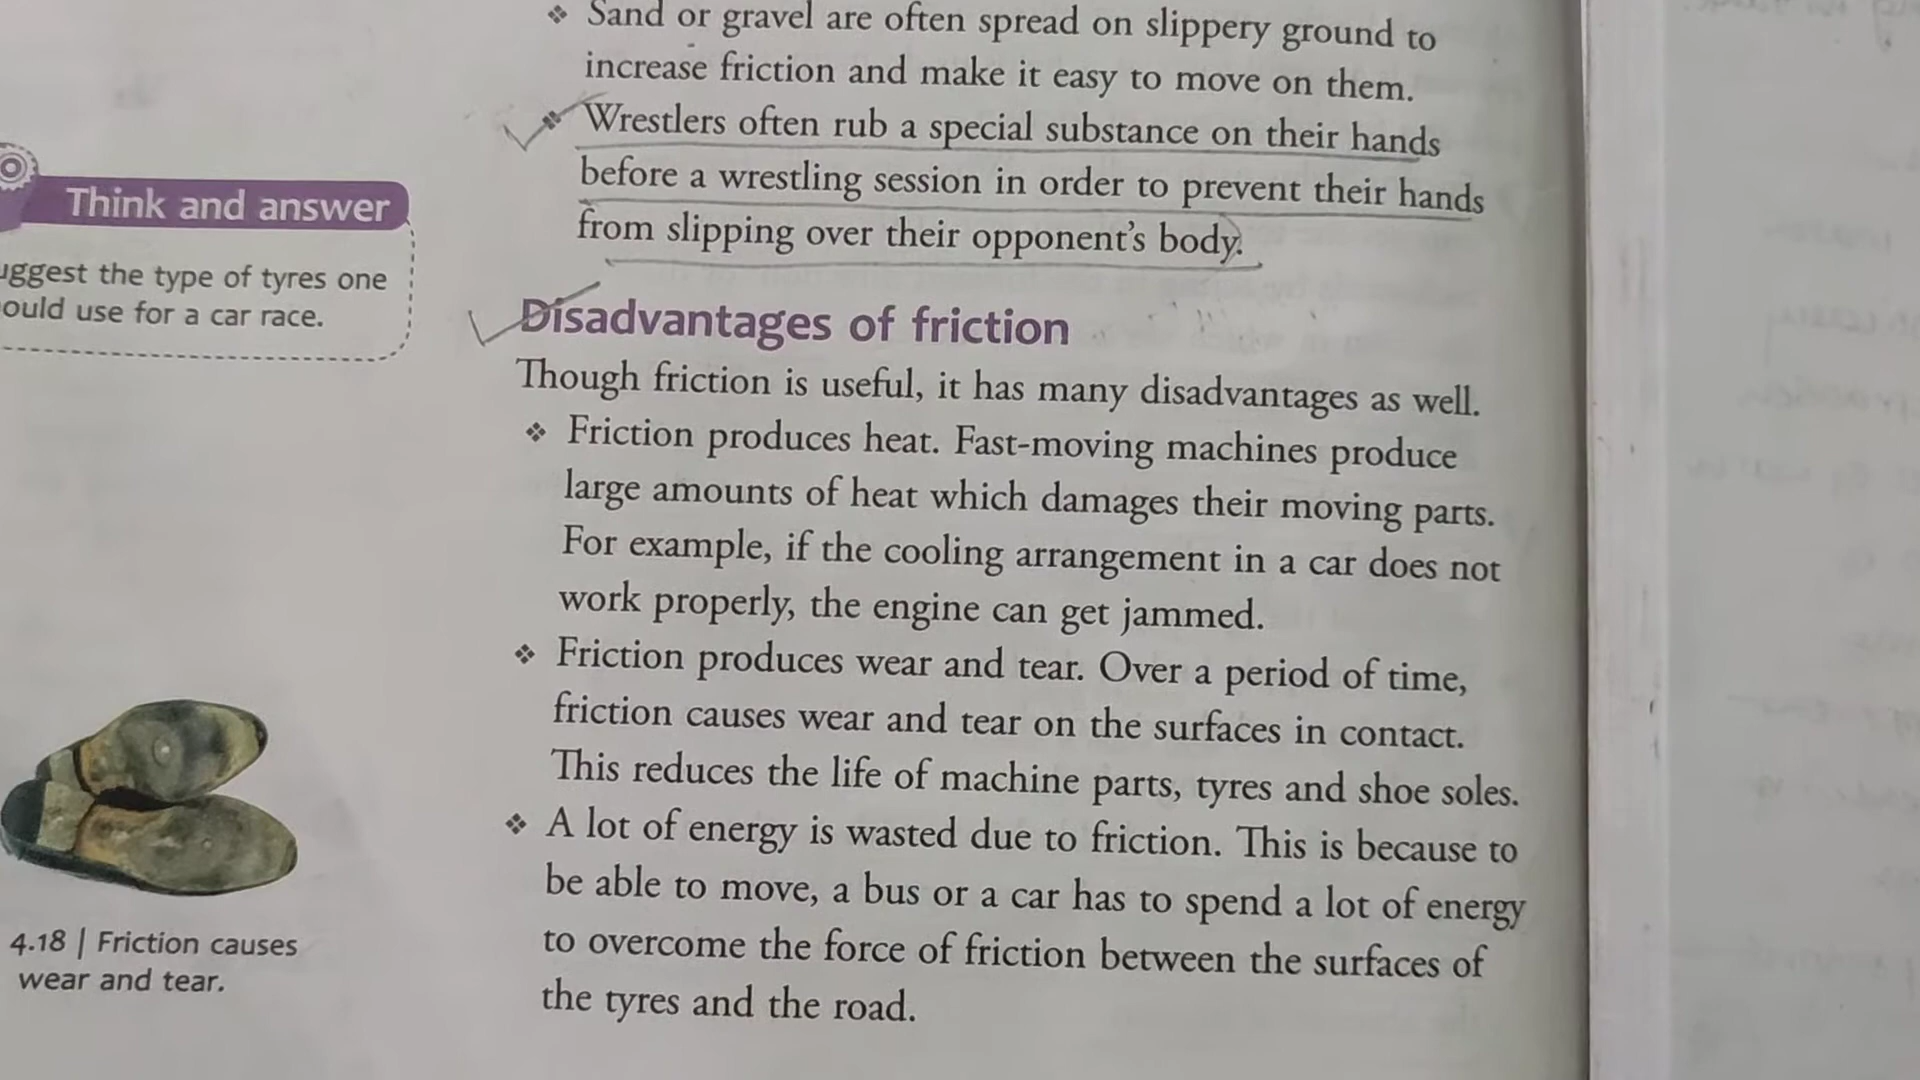 Sand or gravel are often spread on slippery ground to
increase friction and make it easy to move on them.
Wrestlers often rub a special substance on their hands
before a wrestling session in order to prevent their hands
from slipping over their opponent's body.
Think and answer
uggest the type of tyres one
ould use for a car race.
Disadvantages of friction
Though friction is useful, it has many disadvantages as well.
Friction produces heat. Fast-moving machines produce
large amounts of heat which damages their moving parts.
For example, if the cooling arrangement in a car does not
work properly, the engine can get jammed.
Friction produces wear and tear. Over a period of time,
friction causes wear and tear on the surfaces in contact.
This reduces the life of machine parts, tyres and shoe soles.
A lot of energy is wasted due to friction. This is because to
be able to move, a bus or a car has to spend a lot of energy
to overcome the force of friction between the surfaces of
the tyres and the road.
4.18 | Friction causes
wear and tear.